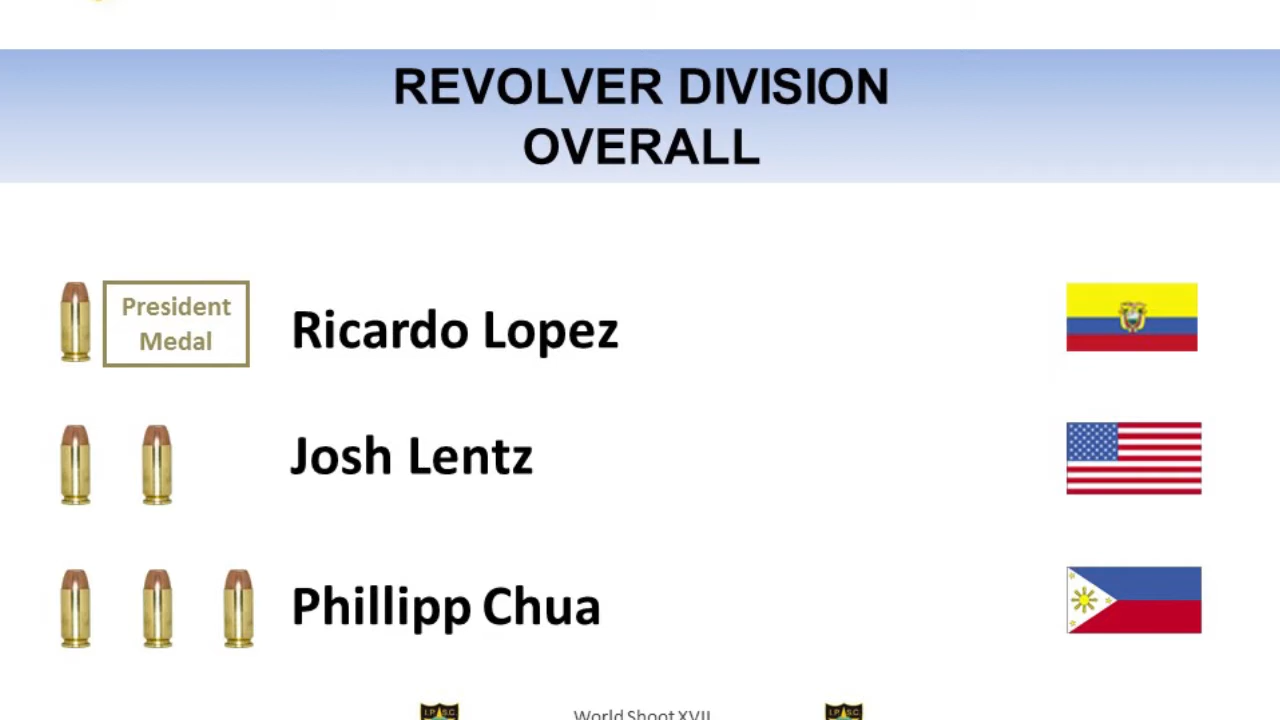 REVOLVER DIVISION
OVERALL
President
Medal
Ricardo Lopez
Josh Lentz
Phillipp Chua
I.P.S.C.
World Shoot XVII
I.P.S.C.